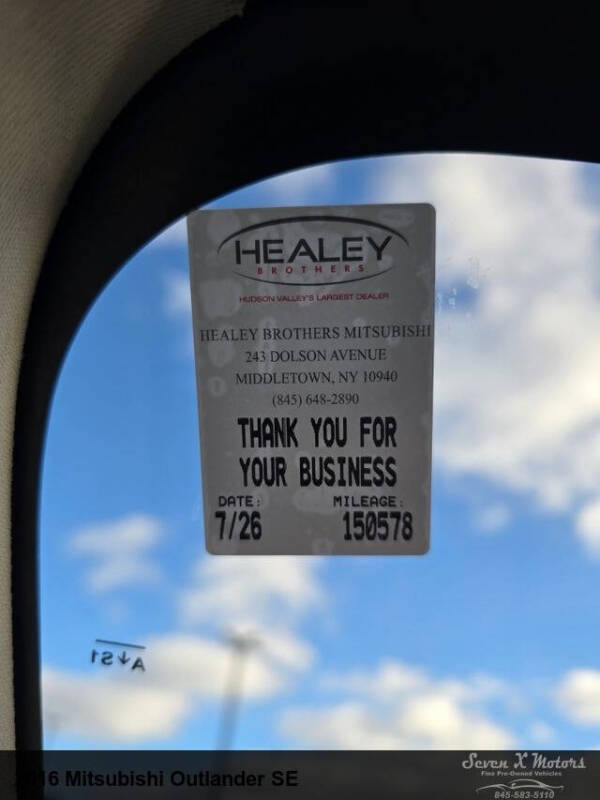 HEALEY
BROTHERS
HUDSON VALLEY'S LARGEST DEALER
HEALEY BROTHERS MITSUBISHI
243 DOLSON AVENUE
MIDDLETOWN, NY 10940
(845) 648-2890
THANK YOU FOR
YOUR BUSINESS
DATE: MILEAGE:
7/26 150578
AS1
2016 Mitsubishi Outlander SE
Seven X Motors
Fine Pre-Owned Vehicles
845-583-5110